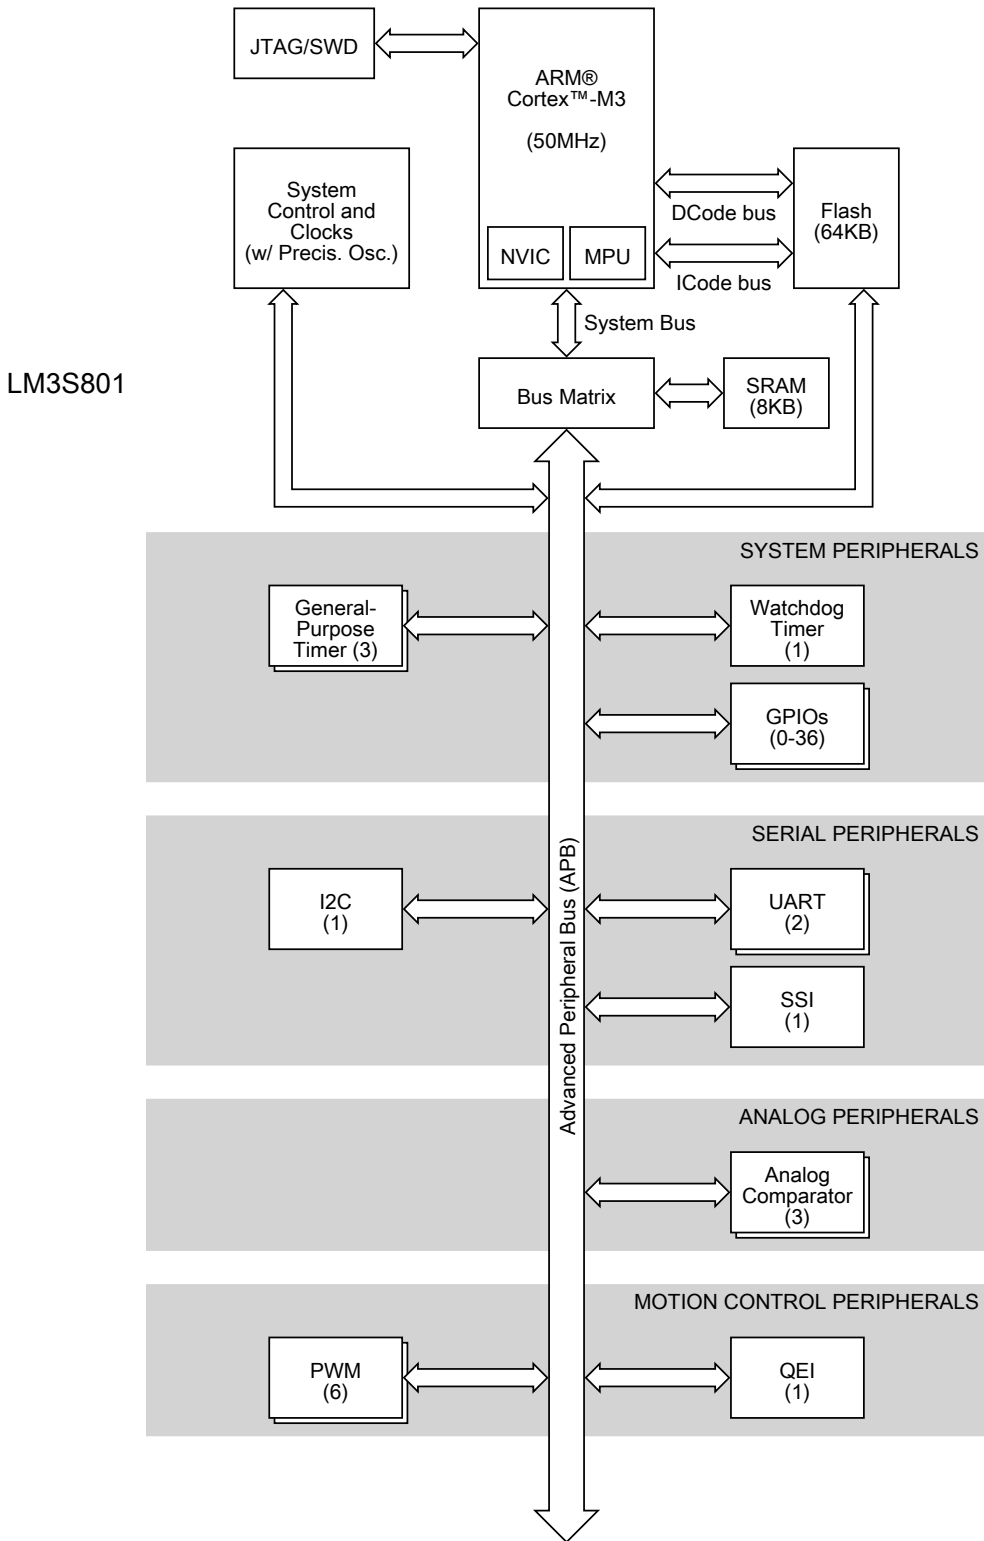 JTAG/SWD
ARM®
Cortex™-M3
(50MHz)
NVIC
MPU
System
Control and
Clocks
(w/ Precis. Osc.)
DCode bus
ICode bus
Flash
(64KB)
System Bus
LM3S801
Bus Matrix
SRAM
(8KB)
SYSTEM PERIPHERALS
General-
Purpose
Timer (3)
Watchdog
Timer
(1)
GPIOs
(0-36)
Advanced Peripheral Bus (APB)
SERIAL PERIPHERALS
I2C
(1)
UART
(2)
SSI
(1)
ANALOG PERIPHERALS
Analog
Comparator
(3)
MOTION CONTROL PERIPHERALS
PWM
(6)
QEI
(1)